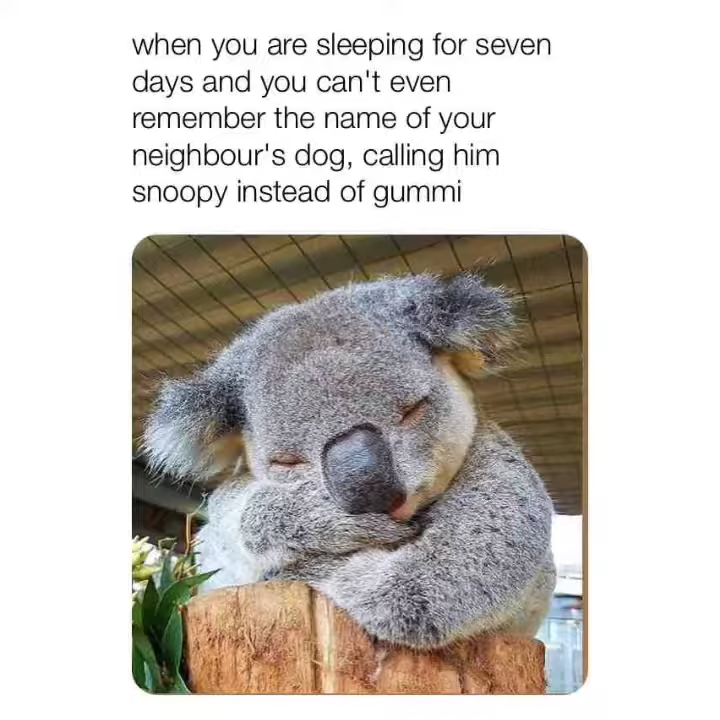 when you are sleeping for seven
days and you can't even
remember the name of your
neighbour's dog, calling him
snoopy instead of gummi